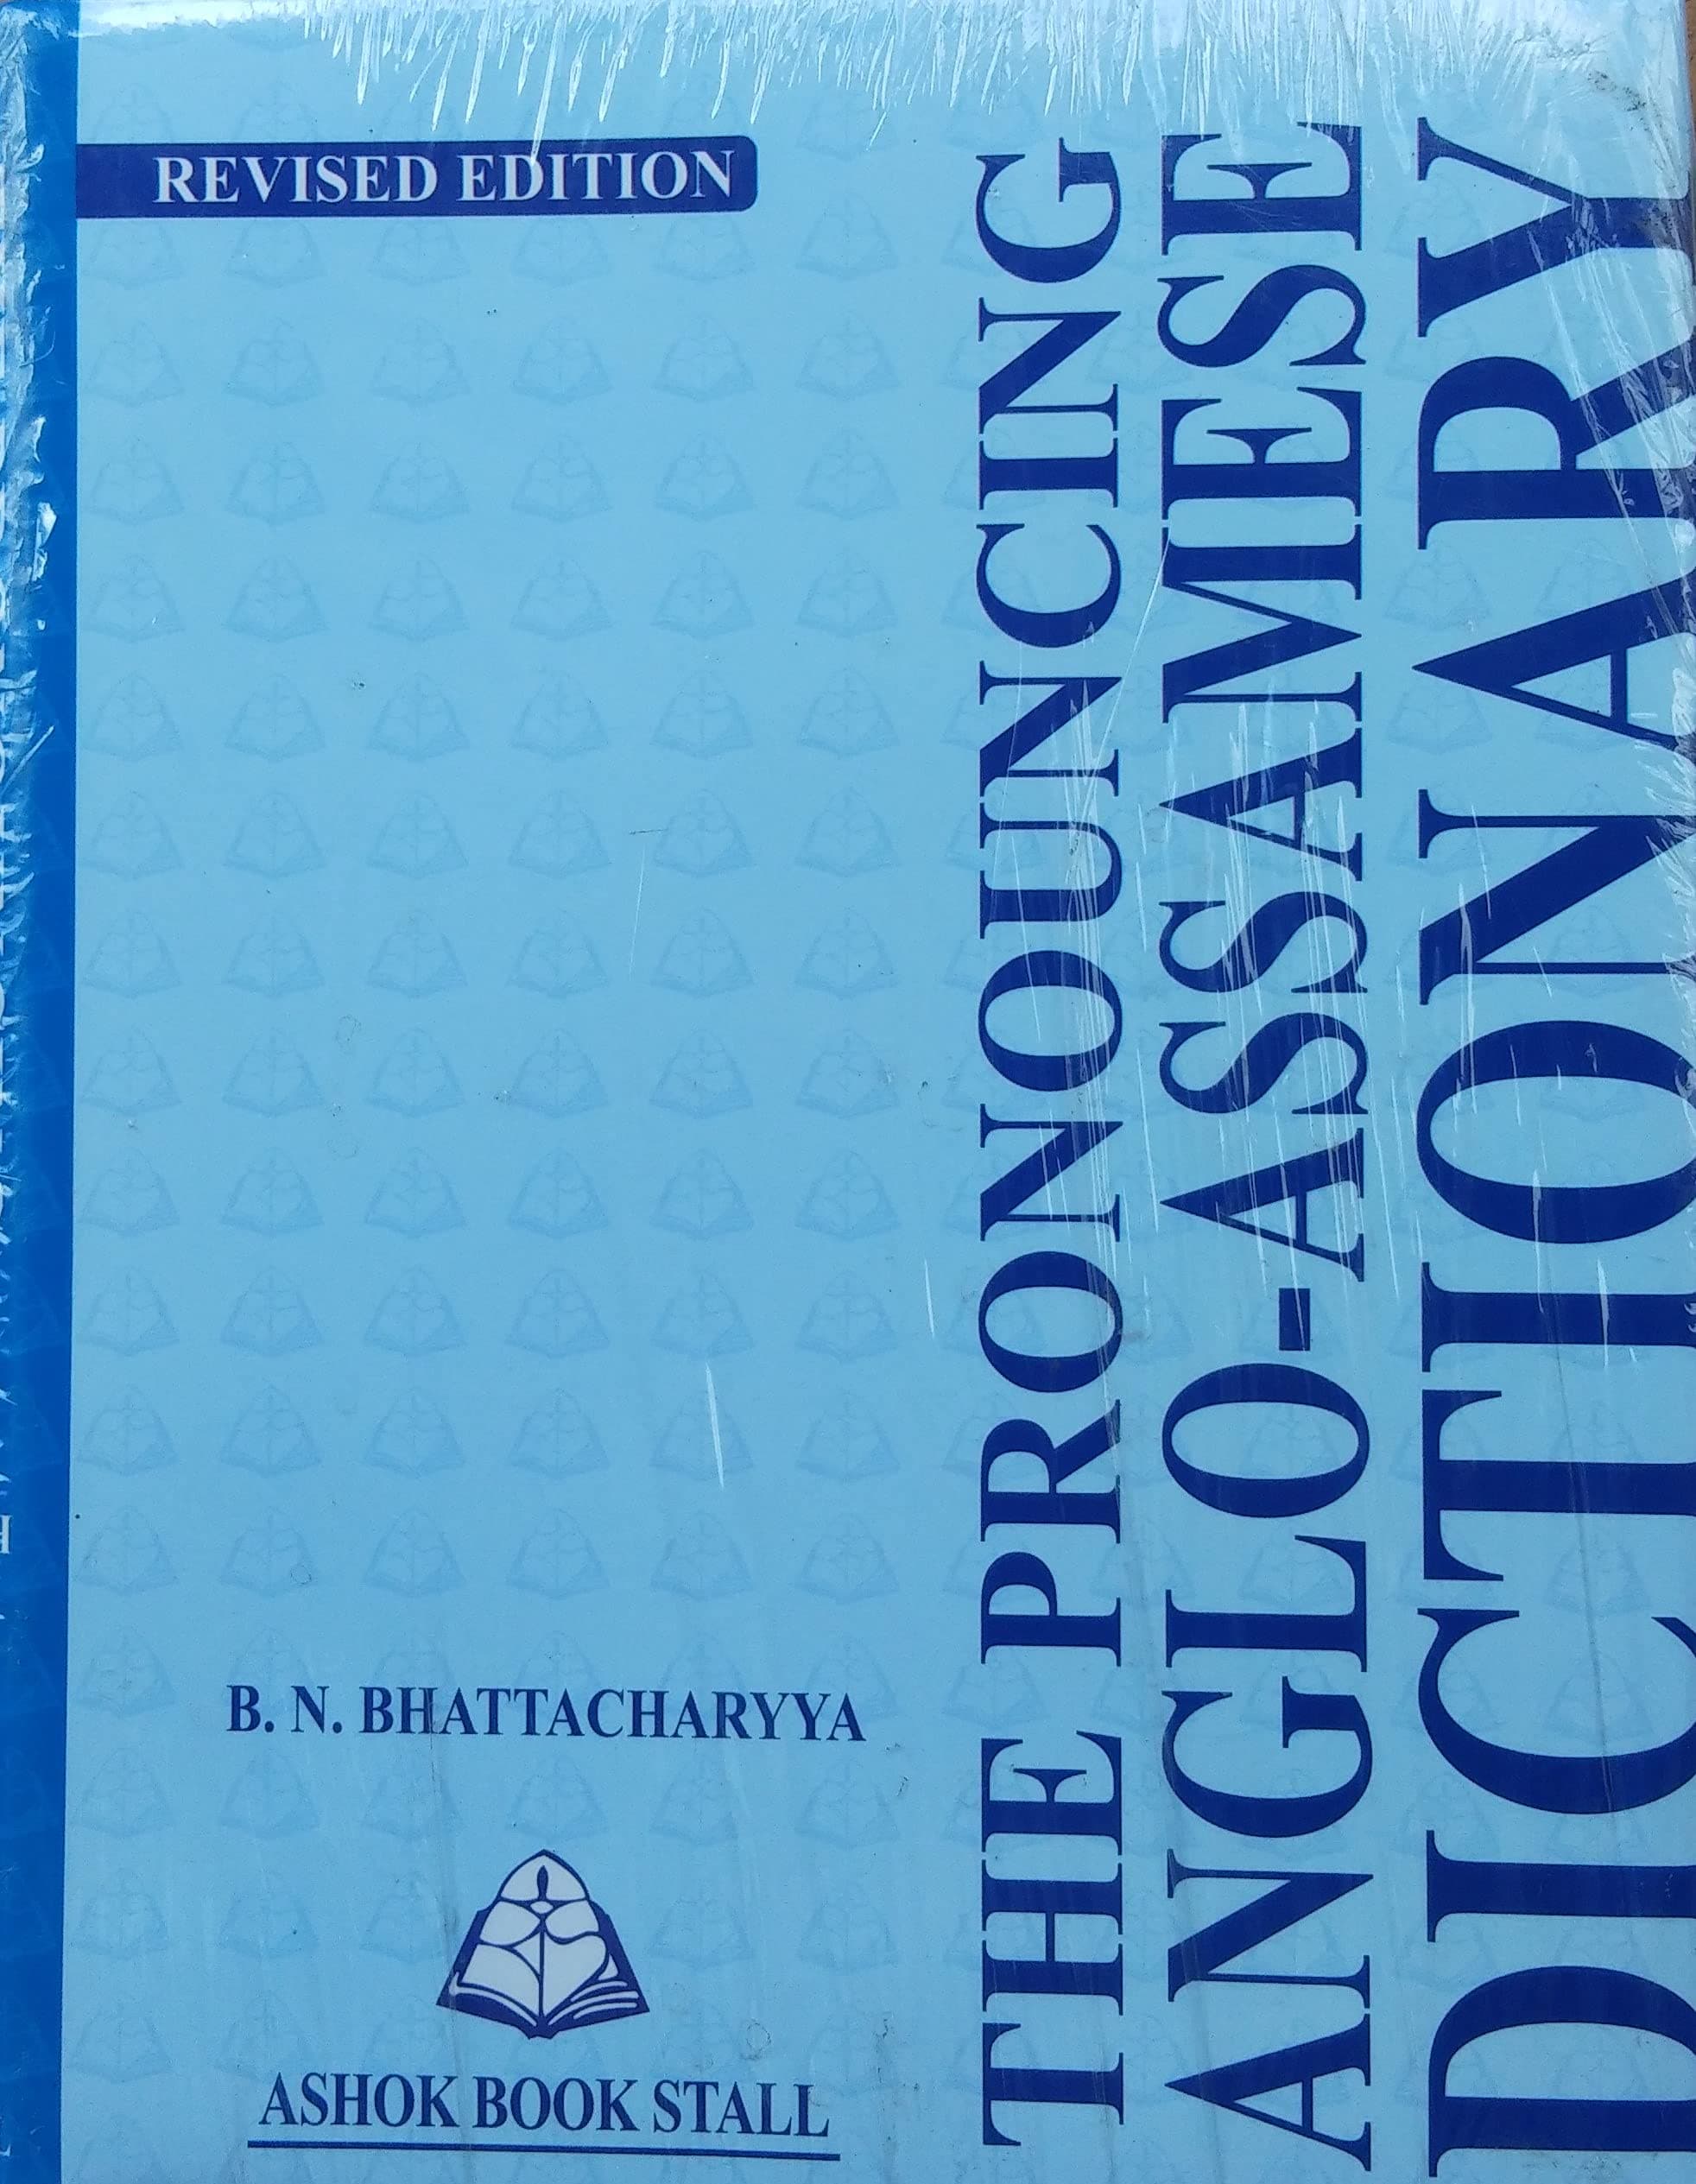 REVISED EDITION
THE PRONOUNCING
ANGLO-ASSAMESE
DICTIONARY
B. N. BHATTACHARYYA
ASHOK BOOK STALL